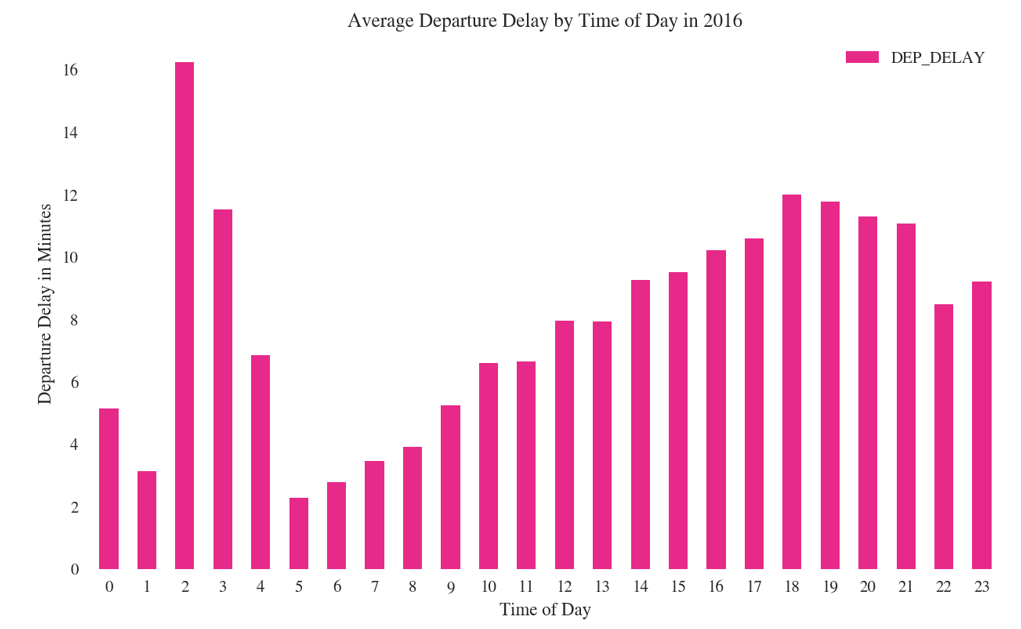 Average Departure Delay by Time of Day in 2016
DEP_DELAY
Departure Delay in Minutes
16
14
12
10
8
6
4
2
0
0 1 2 3 4 5 6 7 8 9 10 11 12 13 14 15 16 17 18 19 20 21 22 23
Time of Day